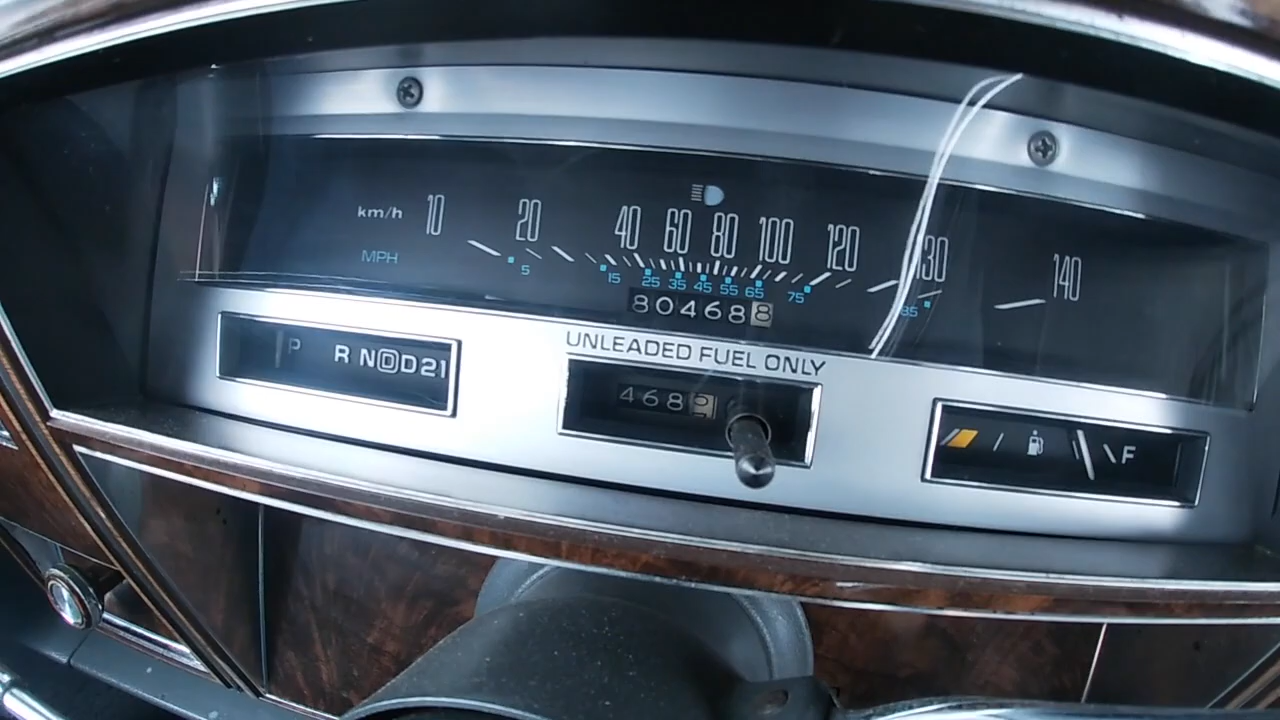 km/h 10 20 40 60 80 100 120 130 140
MPH 5 15 25 35 45 55 65 75 85
804688
P R N D D 2 1
UNLEADED FUEL ONLY
468
F